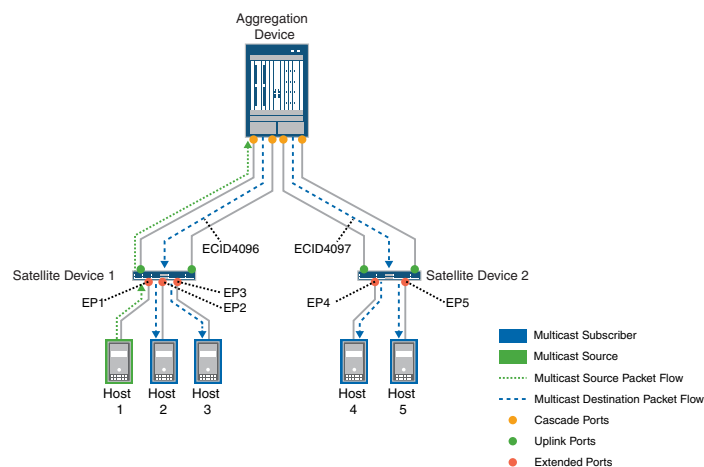 Aggregation
Device
ECID4096
ECID4097
Satellite Device 1
Satellite Device 2
EP1
EP3
EP2
EP4
EP5
Host
1
Host
2
Host
3
Host
4
Host
5
Multicast Subscriber
Multicast Source
Multicast Source Packet Flow
Multicast Destination Packet Flow
Cascade Ports
Uplink Ports
Extended Ports